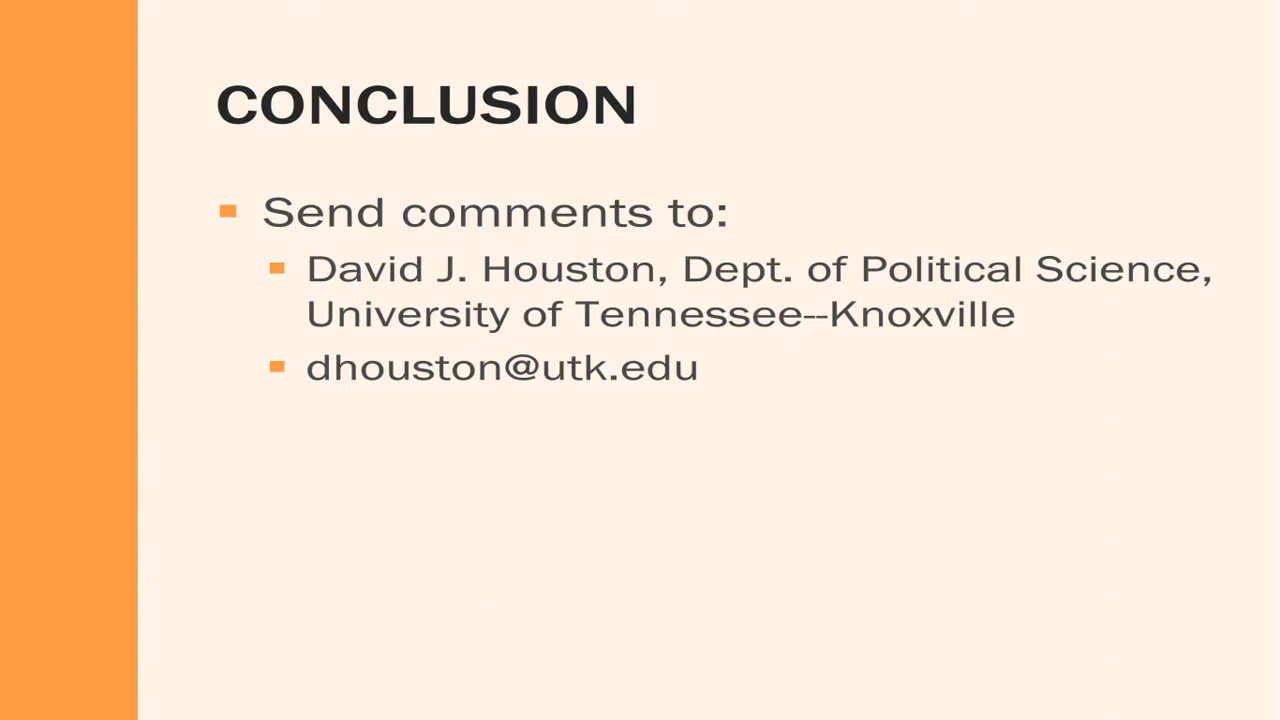 CONCLUSION
Send comments to:
David J. Houston, Dept. of Political Science,
University of Tennessee--Knoxville
dhouston@utk.edu